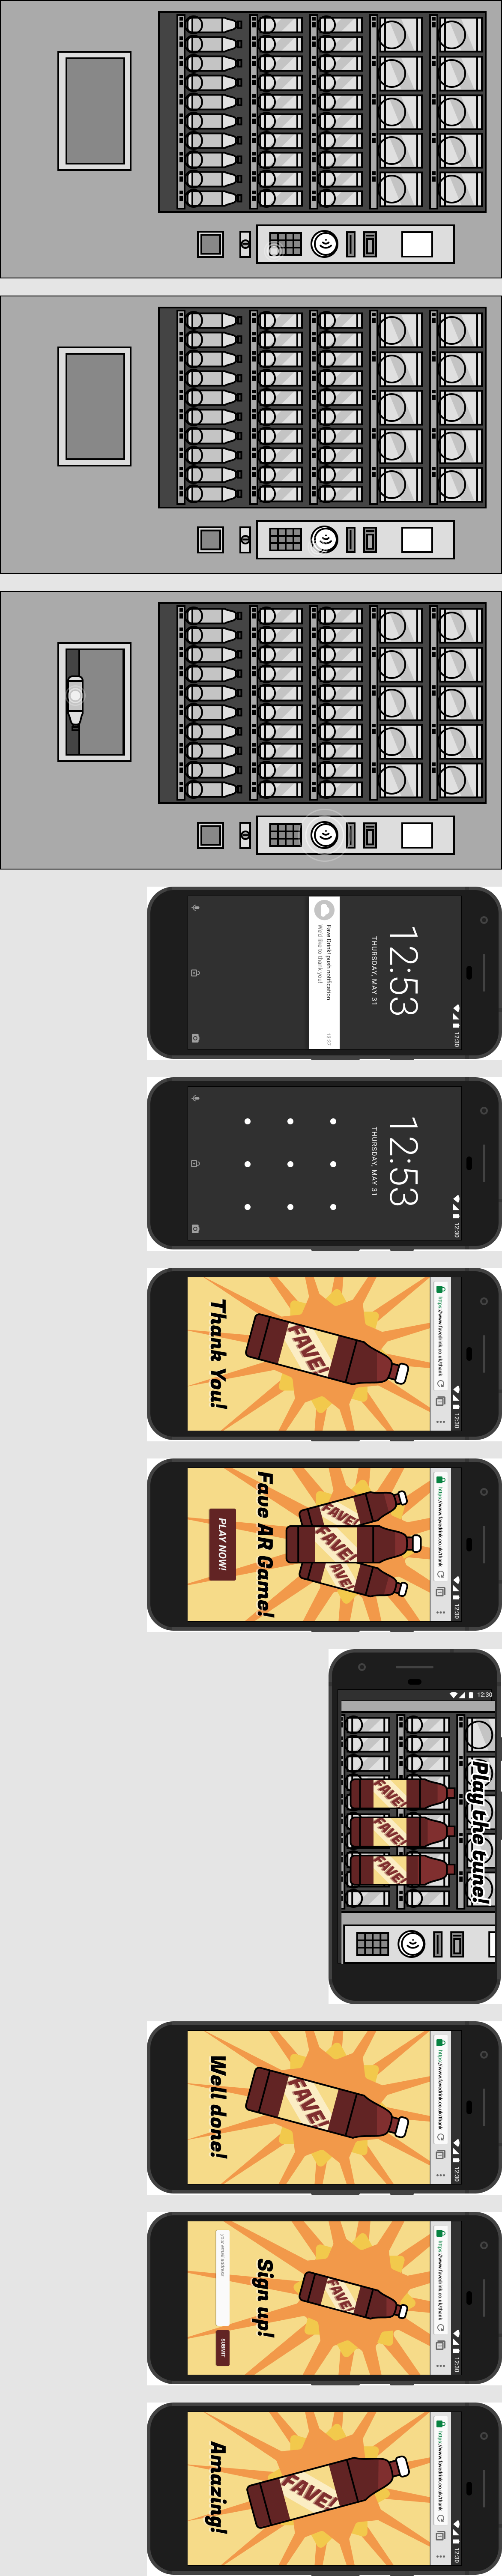 12:30
12:53
THURSDAY, MAY 31
Fave Drink! push notification
13:37
We'd like to thank you!
12:30
12:53
THURSDAY, MAY 31
12:30
https://www.favedrink.co.uk/thank
FAVE!
Thank You!
12:30
https://www.favedrink.co.uk/thank
FAVE!
FAVE!
FAVE!
Fave AR Game!
PLAY NOW!
12:30
Play the tune!
FAVE!
FAVE!
FAVE!
12:30
https://www.favedrink.co.uk/thank
FAVE!
Well done!
12:30
https://www.favedrink.co.uk/thank
FAVE!
Sign up!
your email address
SUBMIT
12:30
https://www.favedrink.co.uk/thank
FAVE!
Amazing!